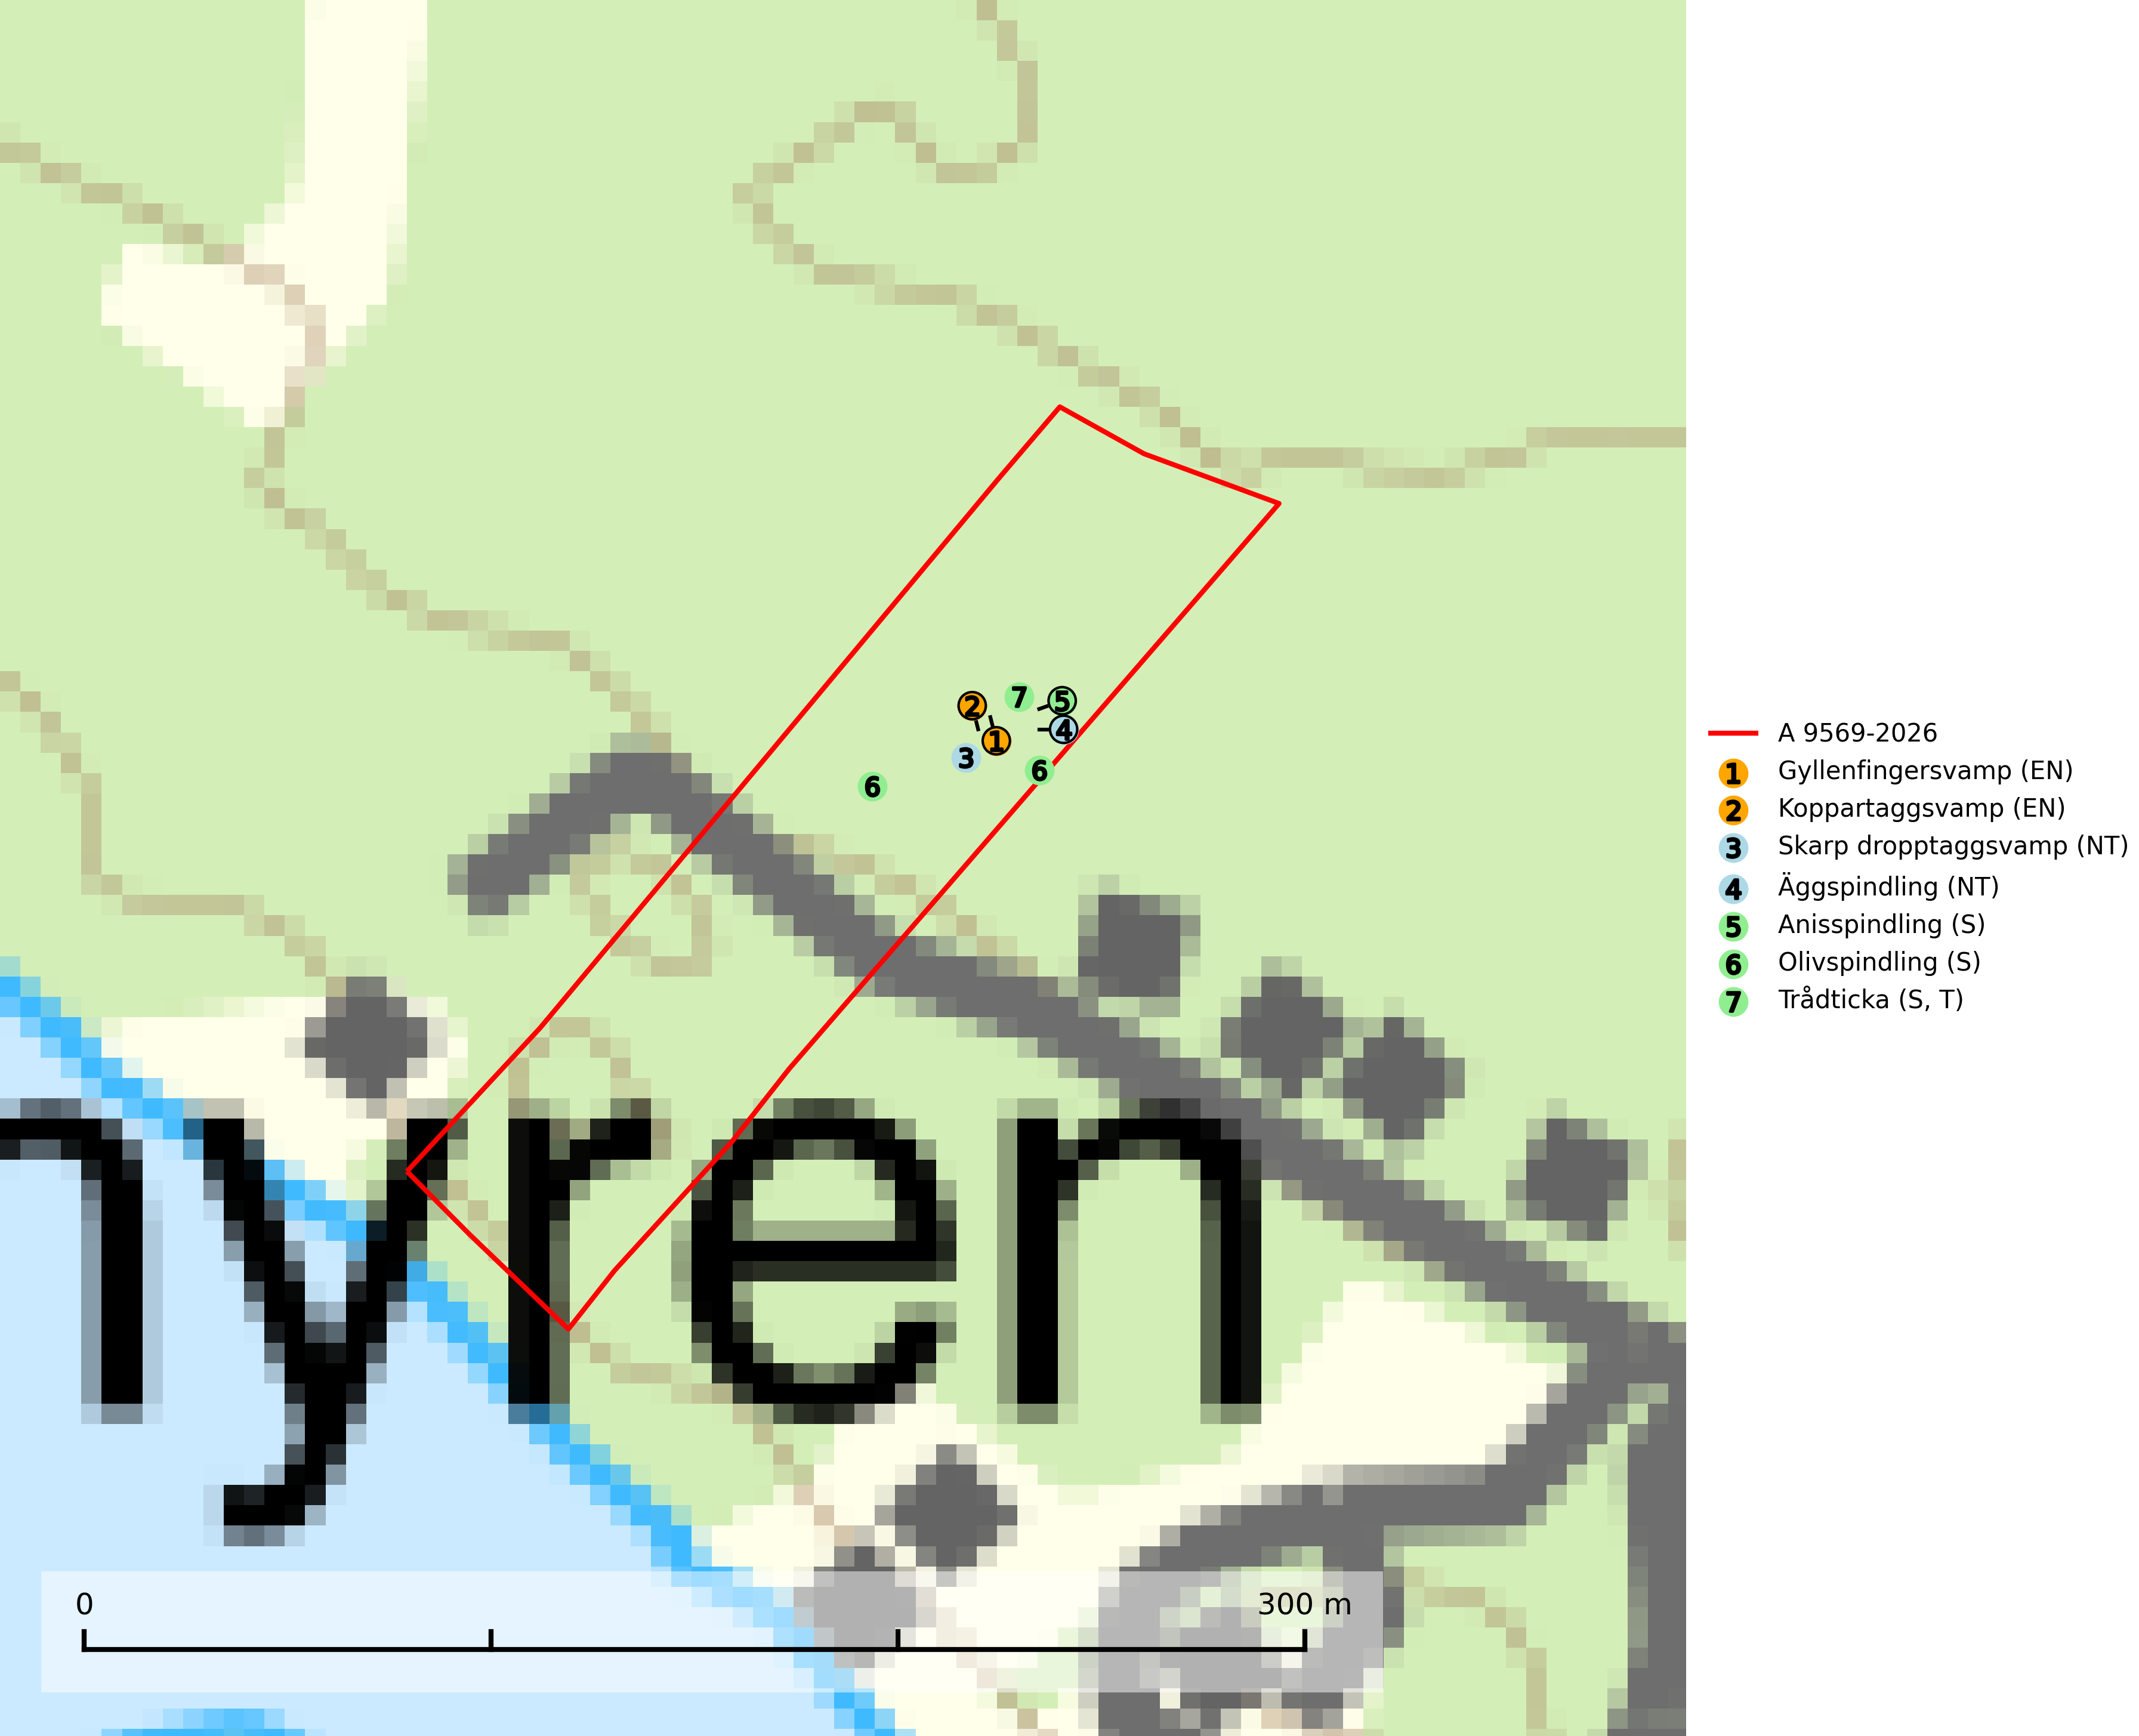 yren
2 7 5
1 4
3
6 6
A 9569-2026
1 Gyllenfingersvamp (EN)
2 Koppartaggsvamp (EN)
3 Skarp dropptaggsvamp (NT)
4 Äggspindling (NT)
5 Anisspindling (S)
6 Olivspindling (S)
7 Trådticka (S, T)
0 300 m